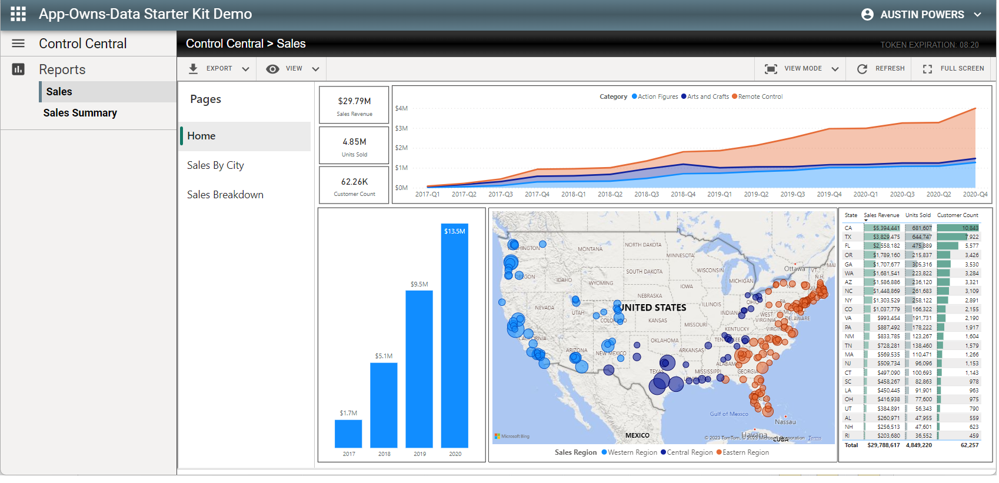 App-Owns-Data Starter Kit Demo
AUSTIN POWERS
Control Central
Control Central > Sales
TOKEN EXPIRATION: 08:20
Reports
Sales
Sales Summary
EXPORT
VIEW
VIEW MODE
REFRESH
FULL SCREEN
Pages
Home
Sales By City
Sales Breakdown
$29.79M
Sales Revenue
4.85M
Units Sold
62.26K
Customer Count
Category Action Figures Arts and Crafts Remote Control
$4M
$3M
$2M
$1M
$0M
2017-Q1 2017-Q2 2017-Q3 2017-Q4 2018-Q1 2018-Q2 2018-Q3 2018-Q4 2019-Q1 2019-Q2 2019-Q3 2019-Q4 2020-Q1 2020-Q3 2020-Q2 2020-Q4
$13.5M
$9.5M
$5.1M
$1.7M
2017 2018 2019 2020
NORTH DAKOTA
MONTANA
MINNESOTA
Ottawa
VT.
SOUTH DAKOTA
WISCONSIN
N.H.
IDAHO
WYOMING
MICHIGAN
IOWA
NEBRASKA
NEVADA
UNITED STATES
ILLINOIS
UTAH
KANSAS
MISSOURI
WEST
VIRGINIA
DELAWARE
KENTUCKY
CALIFORNIA
OKLAHOMA
ARIZONA
NEW MEXICO
ARKANSAS
MISSISSIPPI
GEORGIA
Gulf of Mexico
Nassau
MEXICO
Havana
CUBA
Microsoft Bing
© 2023 TomTom, © 2023 Microsoft Corporation Terms
Sales Region Western Region Central Region Eastern Region
State Sales Revenue Units Sold Customer Count
CA $5,394,441 681,607 10,843
TX $3,829,475 644,747 7,922
FL $2,558,182 475,889 5,577
OR $1,789,160 215,837 3,426
GA $1,707,677 305,316 3,530
WA $1,681,541 223,822 3,284
AZ $1,586,886 236,120 3,321
NC $1,448,869 261,683 3,109
NY $1,303,529 258,122 2,891
CO $1,037,779 166,322 2,155
VA $993,454 191,731 2,190
PA $887,492 178,222 1,917
NM $833,785 123,267 1,604
TN $728,281 138,460 1,579
MA $569,535 110,471 1,266
NJ $509,734 96,096 1,153
CT $497,090 100,693 1,143
SC $458,267 82,863 978
LA $450,445 91,901 963
OH $416,938 77,600 975
UT $384,891 56,343 790
AL $260,971 47,955 559
NH $256,513 47,601 623
RI $203,680 36,552 459
Total $29,788,617 4,849,220 62,257